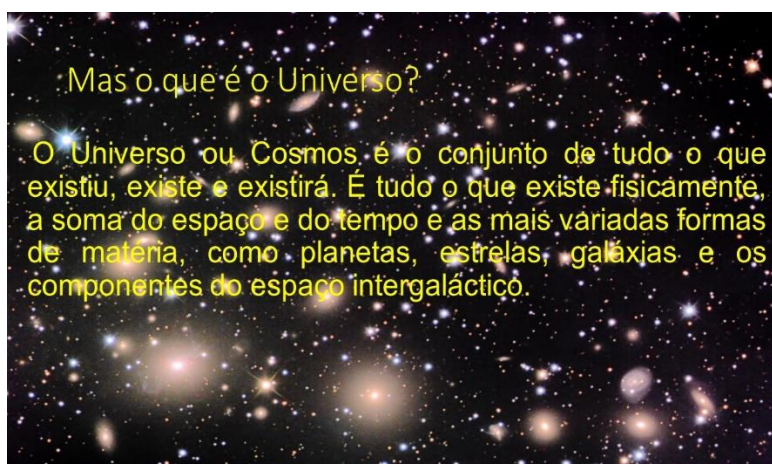 Mas o que é o Universo?
O Universo ou Cosmos é o conjunto de tudo o que
existiu, existe e existirá. É tudo o que existe fisicamente,
a soma do espaço e do tempo e as mais variadas formas
de matéria, como planetas, estrelas, galáxias e os
componentes do espaço intergaláctico.